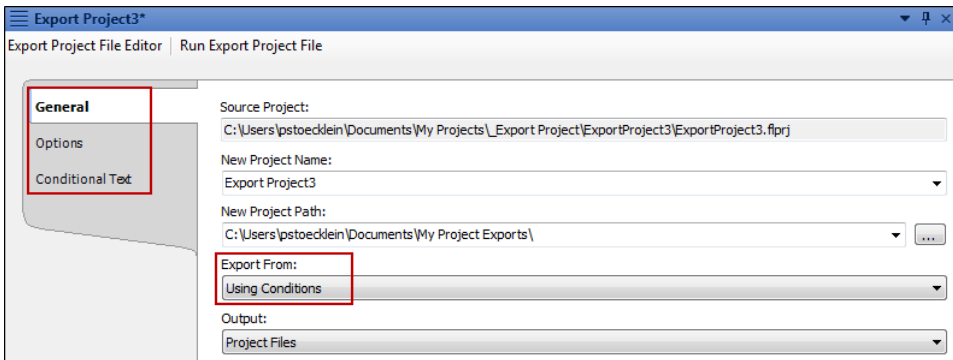 Export Project3*
Export Project File Editor | Run Export Project File
General
Options
Conditional Text
Source Project:
C:\Users\pstoecklein\Documents\My Projects\_Export Project\ExportProject3\ExportProject3.flprj
New Project Name:
Export Project3
New Project Path:
C:\Users\pstoecklein\Documents\My Project Exports\
...
Export From:
Using Conditions
Output:
Project Files